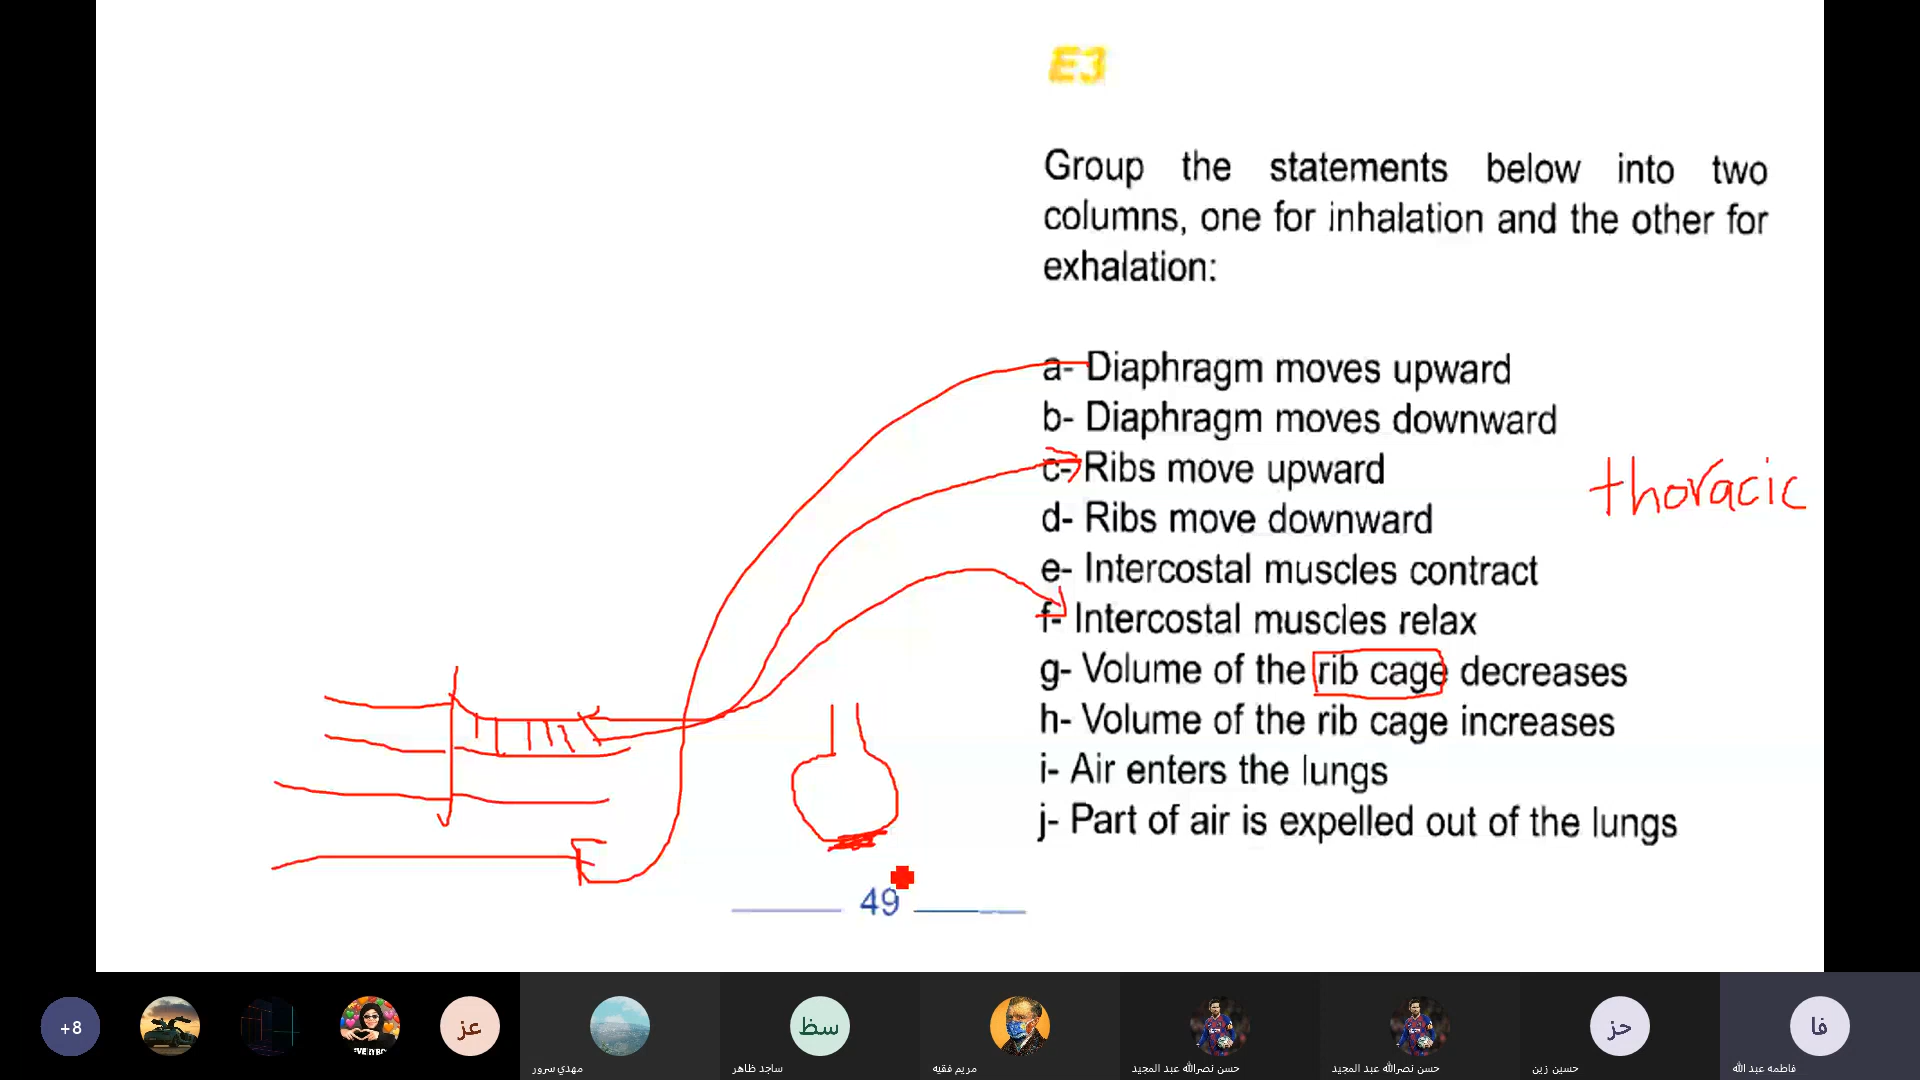 E3
Group the statements below into two
columns, one for inhalation and the other for
exhalation:
a- Diaphragm moves upward
b- Diaphragm moves downward
c- Ribs move upward
thoracic
d- Ribs move downward
e- Intercostal muscles contract
f- Intercostal muscles relax
g- Volume of the rib cage decreases
h- Volume of the rib cage increases
i- Air enters the lungs
j- Part of air is expelled out of the lungs
49
+8
عز
سظ
حز
فا
مهدي سرور
ساجد ظاهر
مريم فقيه
حسن نصرالله عبد المجيد
حسن نصرالله عبد المجيد
حسين زين
فاطمه عبد الله